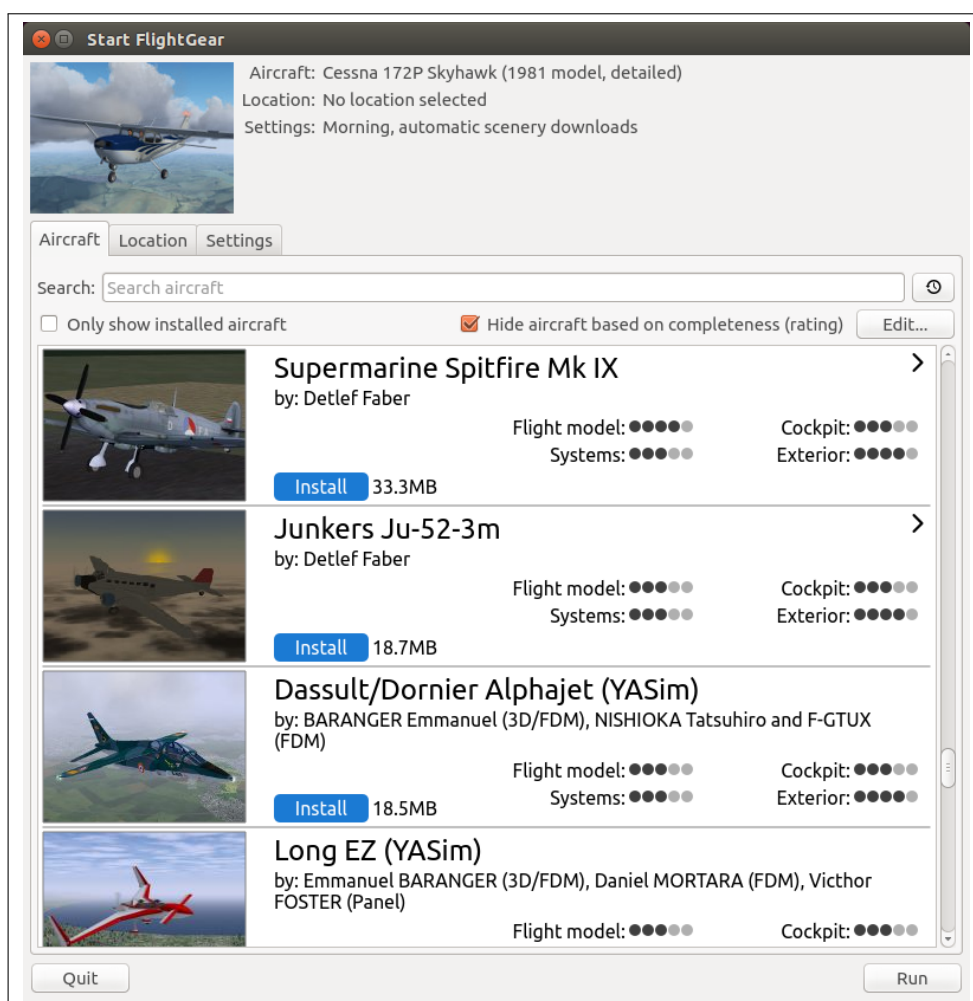 Start FlightGear
Aircraft: Cessna 172P Skyhawk (1981 model, detailed)
Location: No location selected
Settings: Morning, automatic scenery downloads
Aircraft Location Settings
Search: Search aircraft
Only show installed aircraft Hide aircraft based on completeness (rating) Edit...
Supermarine Spitfire Mk IX
by: Detlef Faber
Flight model: Cockpit:
Systems: Exterior:
Install 33.3MB
Junkers Ju-52-3m
by: Detlef Faber
Flight model: Cockpit:
Systems: Exterior:
Install 18.7MB
Dassult/Dornier Alphajet (YASim)
by: BARANGER Emmanuel (3D/FDM), NISHIOKA Tatsuhiro and F-GTUX
(FDM)
Flight model: Cockpit:
Systems: Exterior:
Install 18.5MB
Long EZ (YASim)
by: Emmanuel BARANGER (3D/FDM), Daniel MORTARA (FDM), Victhor
FOSTER (Panel)
Flight model: Cockpit:
Quit Run